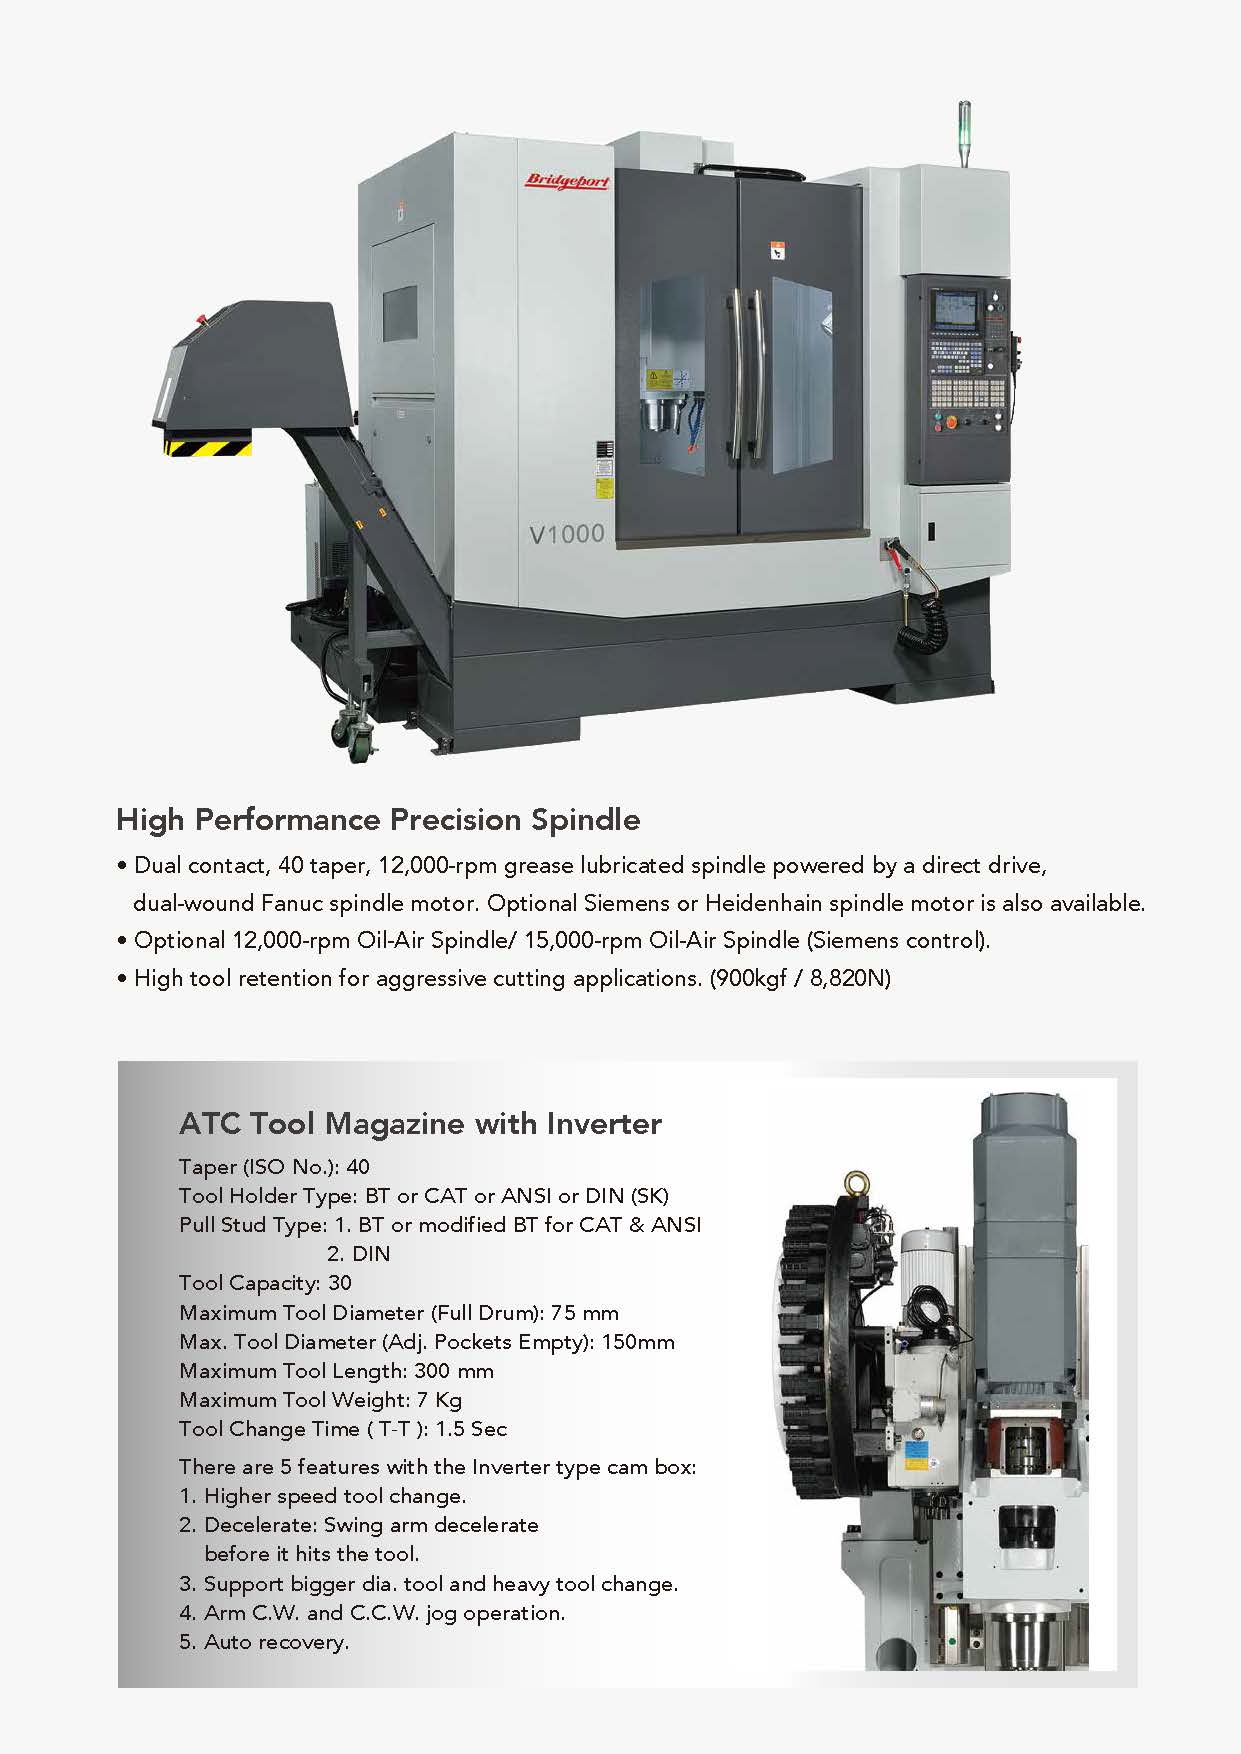 Bridgeport
V1000
High Performance Precision Spindle
• Dual contact, 40 taper, 12,000-rpm grease lubricated spindle powered by a direct drive,
dual-wound Fanuc spindle motor. Optional Siemens or Heidenhain spindle motor is also available.
• Optional 12,000-rpm Oil-Air Spindle/ 15,000-rpm Oil-Air Spindle (Siemens control).
• High tool retention for aggressive cutting applications. (900kgf / 8,820N)
ATC Tool Magazine with Inverter
Taper (ISO No.): 40
Tool Holder Type: BT or CAT or ANSI or DIN (SK)
Pull Stud Type: 1. BT or modified BT for CAT & ANSI
2. DIN
Tool Capacity: 30
Maximum Tool Diameter (Full Drum): 75 mm
Max. Tool Diameter (Adj. Pockets Empty): 150mm
Maximum Tool Length: 300 mm
Maximum Tool Weight: 7 Kg
Tool Change Time ( T-T ): 1.5 Sec
There are 5 features with the Inverter type cam box:
1. Higher speed tool change.
2. Decelerate: Swing arm decelerate
before it hits the tool.
3. Support bigger dia. tool and heavy tool change.
4. Arm C.W. and C.C.W. jog operation.
5. Auto recovery.